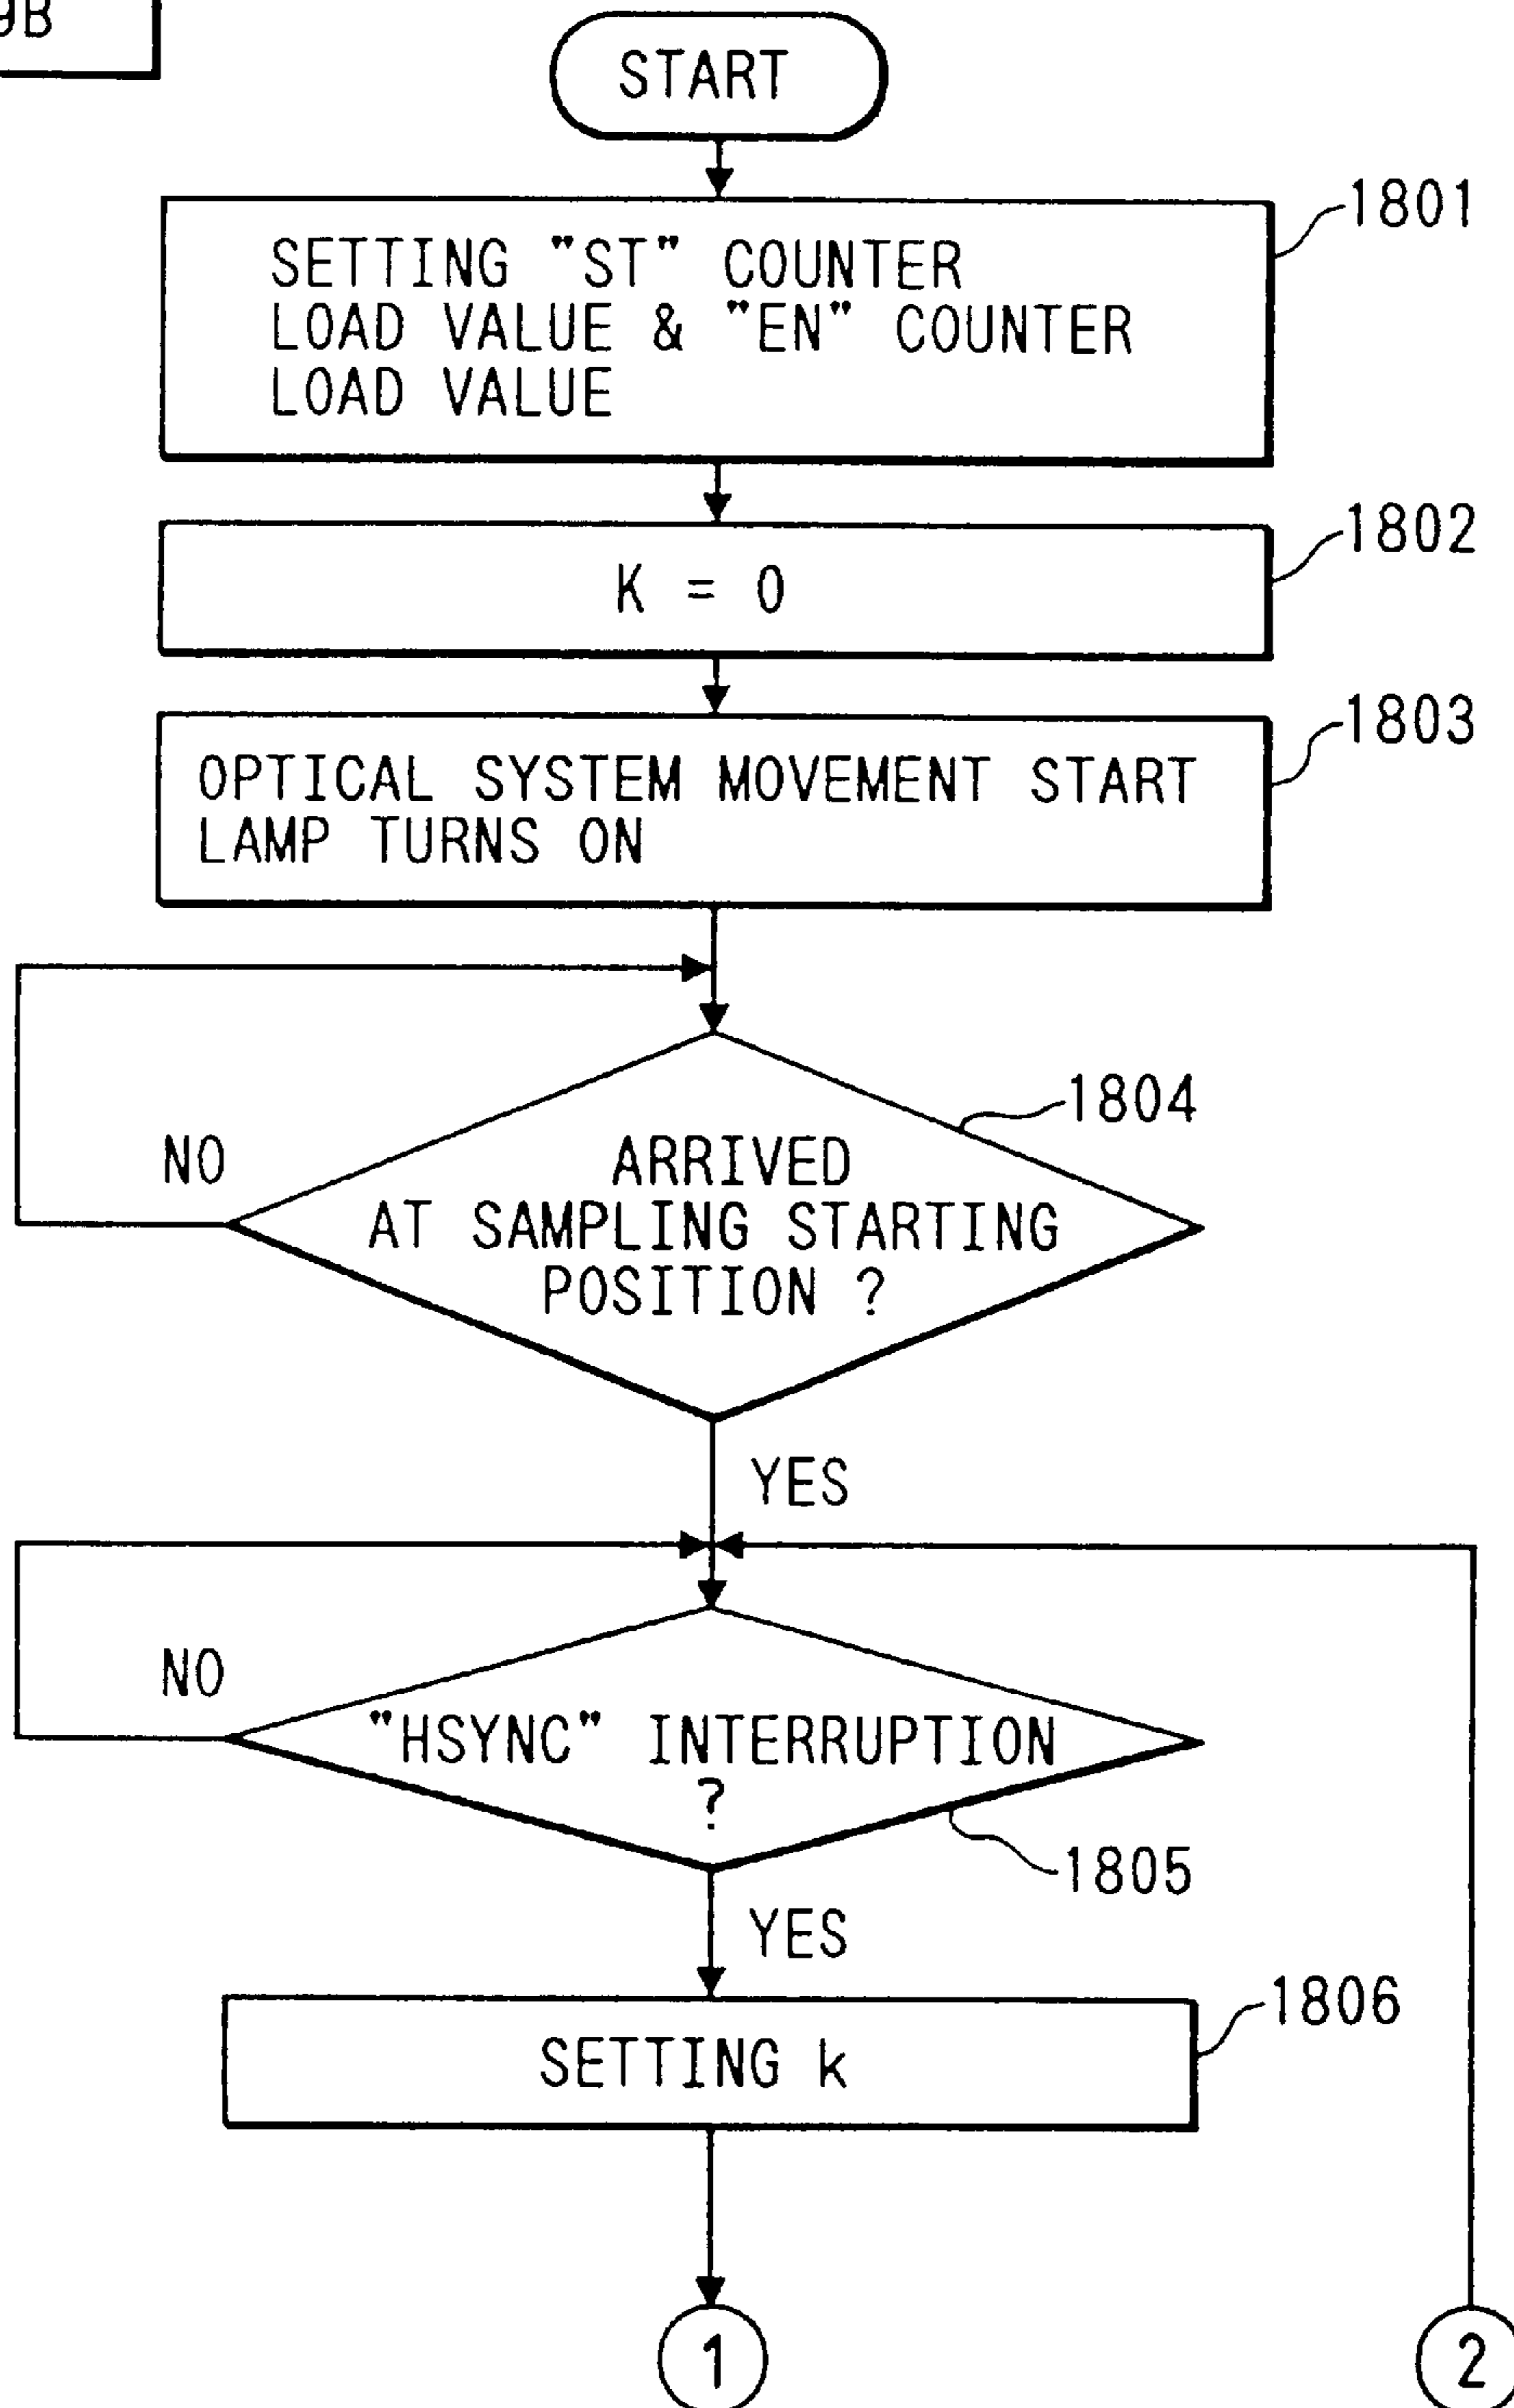 9B
START
1801
SETTING "ST" COUNTER
LOAD VALUE & "EN" COUNTER
LOAD VALUE
1802
K = 0
1803
OPTICAL SYSTEM MOVEMENT START
LAMP TURNS ON
1804
NO
ARRIVED
AT SAMPLING STARTING
POSITION ?
YES
NO
"HSYNC" INTERRUPTION
?
1805
YES
1806
SETTING k
1
2